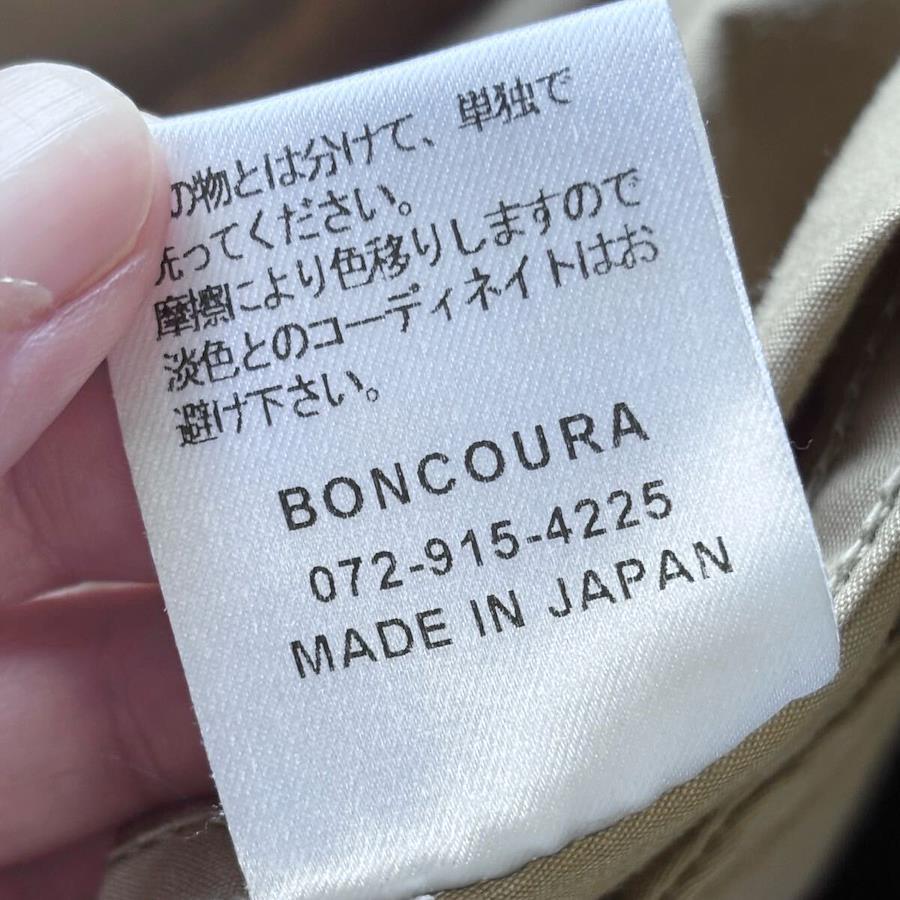 の物とは分けて、単独で
洗ってください。
摩擦により色移りしますので
淡色とのコーディネイトはお
避け下さい。
BONCOURA
072-915-4225
MADE IN JAPAN